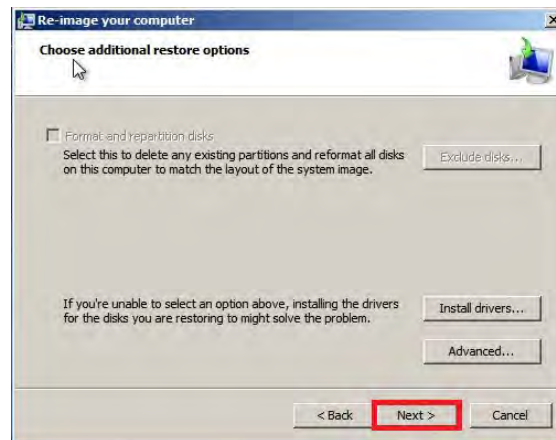 Re-image your computer
Choose additional restore options
Format and repartition disks
Select this to delete any existing partitions and reformat all disks
on this computer to match the layout of the system image.
Exclude disks...
If you're unable to select an option above, installing the drivers
for the disks you are restoring to might solve the problem.
Install drivers...
Advanced...
< Back
Next >
Cancel